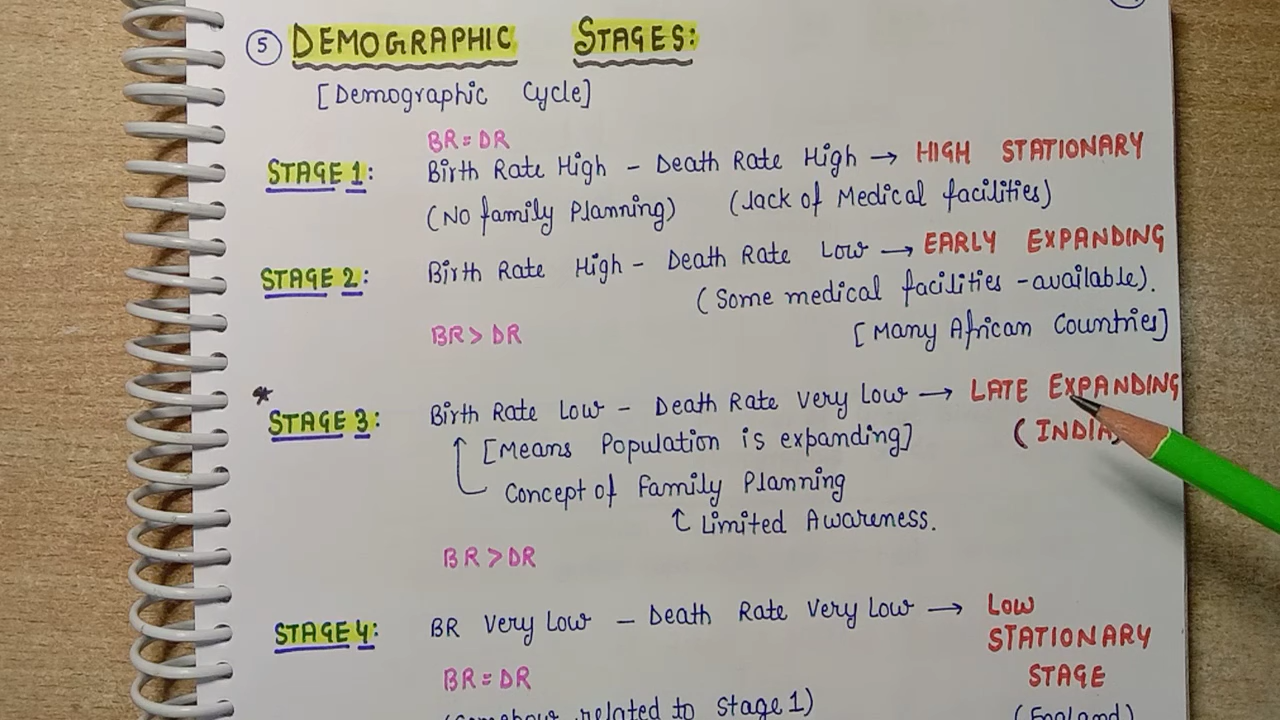 5 DEMOGRAPHIC STAGES:
[Demographic Cycle]
BR = DR
STAGE 1: Birth Rate High - Death Rate High → HIGH STATIONARY
(No family Planning) (lack of Medical facilities)
STAGE 2: Birth Rate High - Death Rate Low → EARLY EXPANDING
(Some medical facilities - available).
BR > DR [Many African Countries]
* STAGE 3: Birth Rate Low - Death Rate Very Low → LATE EXPANDING
↑ [Means Population is expanding] (INDIA
Concept of Family Planning
↑ Limited Awareness.
BR > DR
STAGE 4: BR Very Low - Death Rate Very Low → LOW
STATIONARY
BR = DR STAGE
(Somehow related to Stage 1) (England)